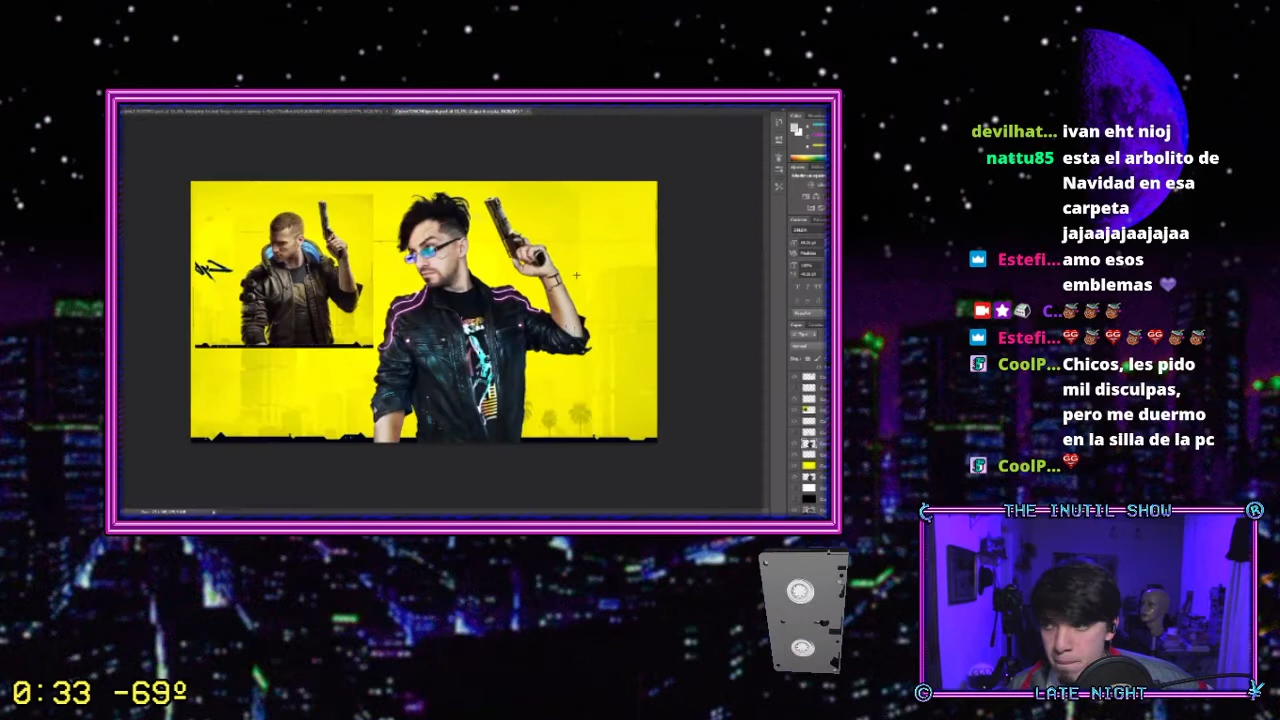 devilhat... ivan eht nioj
nattu85 esta el arbolito de
Navidad en esa
carpeta
jajaajajaajajaa
Estefi... amo esos
emblemas
C..
Estefi...
CoolP... Chicos, les pido
mil disculpas,
pero me duermo
en la silla de la pc
CoolP...
THE INUTIL SHOW
LATE NIGHT
0:33 -69º